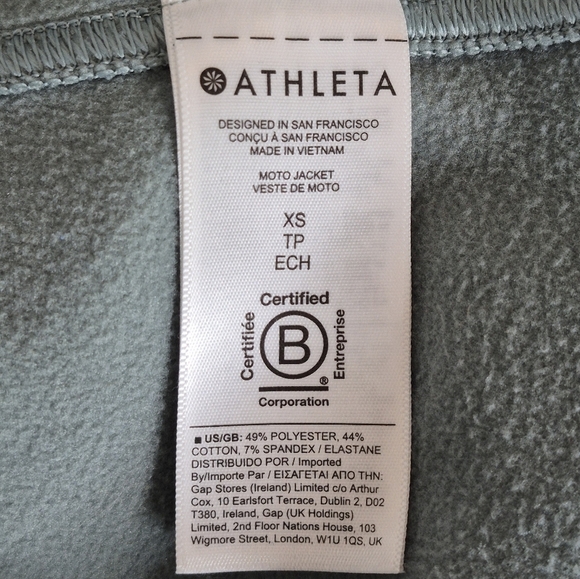 ATHLETA
DESIGNED IN SAN FRANCISCO
CONÇU À SAN FRANCISCO
MADE IN VIETNAM
MOTO JACKET
VESTE DE MOTO
XS
TP
ECH
Certified
Certifiée
B
Entreprise
®
Corporation
■ US/GB: 49% POLYESTER, 44%
COTTON, 7% SPANDEX / ELASTANE
DISTRIBUIDO POR / Imported
By/Importe Par / ΕΙΣΑΓΕΤΑΙ ΑΠΟ ΤΗΝ:
Gap Stores (Ireland) Limited c/o Arthur
Cox, 10 Earlsfort Terrace, Dublin 2, D02
T380, Ireland, Gap (UK Holdings)
Limited, 2nd Floor Nations House, 103
Wigmore Street, London, W1U 1QS, UK